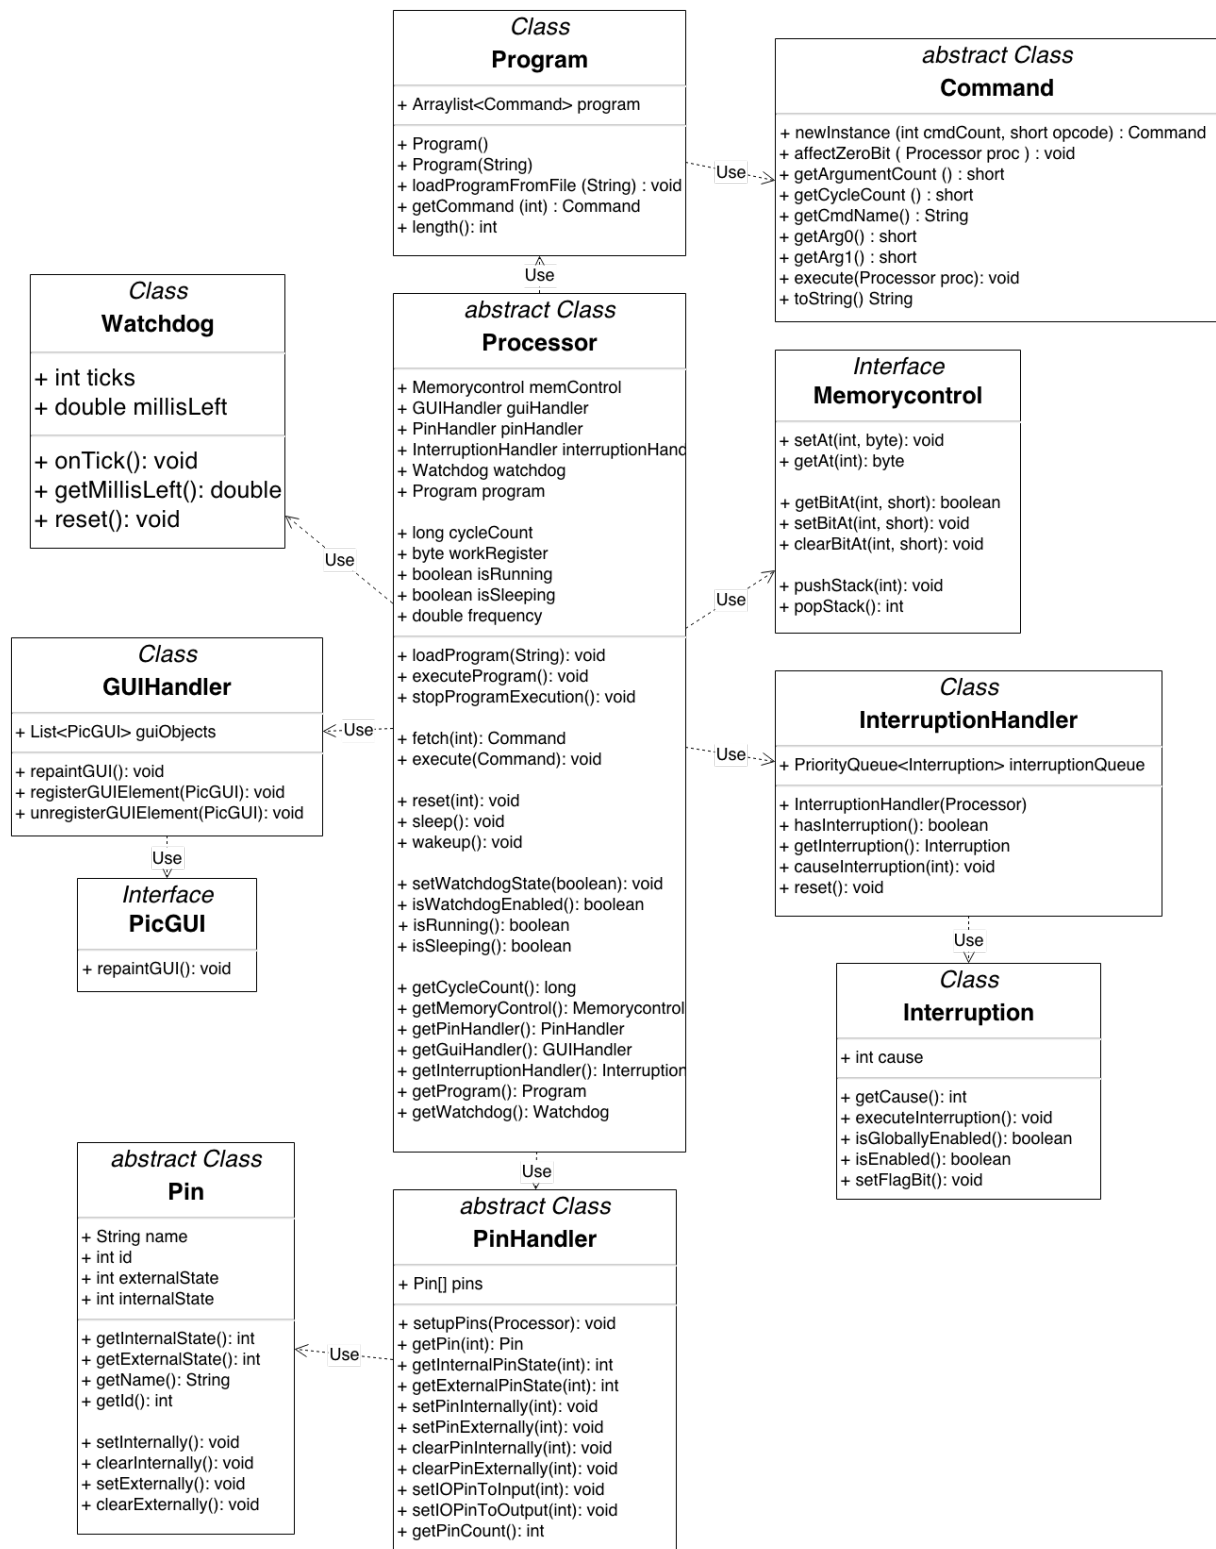 Class
Program
+ Arraylist<Command> program
+ Program()
+ Program(String)
+ loadProgramFromFile (String) : void
+ getCommand (int) : Command
+ length(): int
Use
abstract Class
Command
+ newInstance (int cmdCount, short opcode) : Command
+ affectZeroBit ( Processor proc ) : void
+ getArgumentCount () : short
+ getCycleCount () : short
+ getCmdName() : String
+ getArg0() : short
+ getArg1() : short
+ execute(Processor proc): void
+ toString() String
Use
Class
Watchdog
+ int ticks
+ double millisLeft
+ onTick(): void
+ getMillisLeft(): double
+ reset(): void
Use
abstract Class
Processor
+ Memorycontrol memControl
+ GUIHandler guiHandler
+ PinHandler pinHandler
+ InterruptionHandler interruptionHand
+ Watchdog watchdog
+ Program program
+ long cycleCount
+ byte workRegister
+ boolean isRunning
+ boolean isSleeping
+ double frequency
+ loadProgram(String): void
+ executeProgram(): void
+ stopProgramExecution(): void
+ fetch(int): Command
+ execute(Command): void
+ reset(int): void
+ sleep(): void
+ wakeup(): void
+ setWatchdogState(boolean): void
+ isWatchdogEnabled(): boolean
+ isRunning(): boolean
+ isSleeping(): boolean
+ getCycleCount(): long
+ getMemoryControl(): Memorycontrol
+ getPinHandler(): PinHandler
+ getGuiHandler(): GUIHandler
+ getInterruptionHandler(): Interruption
+ getProgram(): Program
+ getWatchdog(): Watchdog
Use
Interface
Memorycontrol
+ setAt(int, byte): void
+ getAt(int): byte
+ getBitAt(int, short): boolean
+ setBitAt(int, short): void
+ clearBitAt(int, short): void
+ pushStack(int): void
+ popStack(): int
Use
Class
GUIHandler
+ List<PicGUI> guiObjects
+ repaintGUI(): void
+ registerGUIElement(PicGUI): void
+ unregisterGUIElement(PicGUI): void
Use
Use
Interface
PicGUI
+ repaintGUI(): void
Class
InterruptionHandler
+ PriorityQueue<Interruption> interruptionQueue
+ InterruptionHandler(Processor)
+ hasInterruption(): boolean
+ getInterruption(): Interruption
+ causeInterruption(int): void
+ reset(): void
Use
Class
Interruption
+ int cause
+ getCause(): int
+ executeInterruption(): void
+ isGloballyEnabled(): boolean
+ isEnabled(): boolean
+ setFlagBit(): void
Use
abstract Class
Pin
+ String name
+ int id
+ int externalState
+ int internalState
+ getInternalState(): int
+ getExternalState(): int
+ getName(): String
+ getId(): int
+ setInternally(): void
+ clearInternally(): void
+ setExternally(): void
+ clearExternally(): void
Use
abstract Class
PinHandler
+ Pin[] pins
+ setupPins(Processor): void
+ getPin(int): Pin
+ getInternalPinState(int): int
+ getExternalPinState(int): int
+ setPinInternally(int): void
+ setPinExternally(int): void
+ clearPinInternally(int): void
+ clearPinExternally(int): void
+ setIOPinToInput(int): void
+ setIOPinToOutput(int): void
+ getPinCount(): int